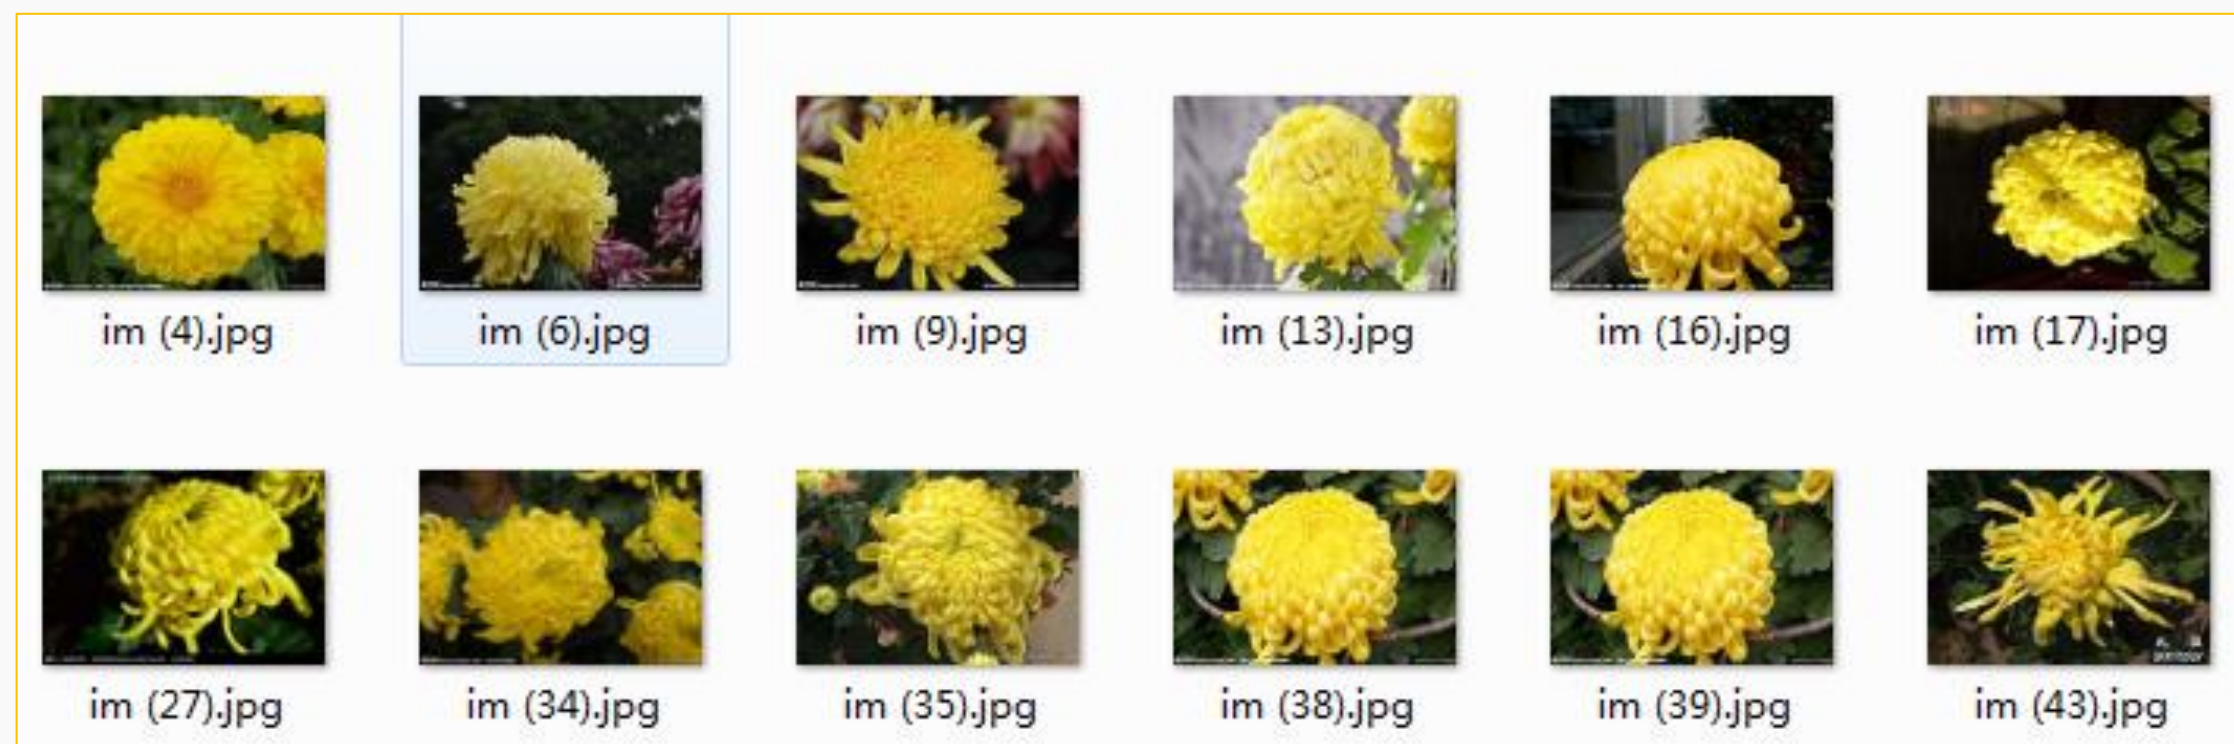 im (4).jpg
im (6).jpg
im (9).jpg
im (13).jpg
im (16).jpg
im (17).jpg
im (27).jpg
im (34).jpg
im (35).jpg
im (38).jpg
im (39).jpg
im (43).jpg